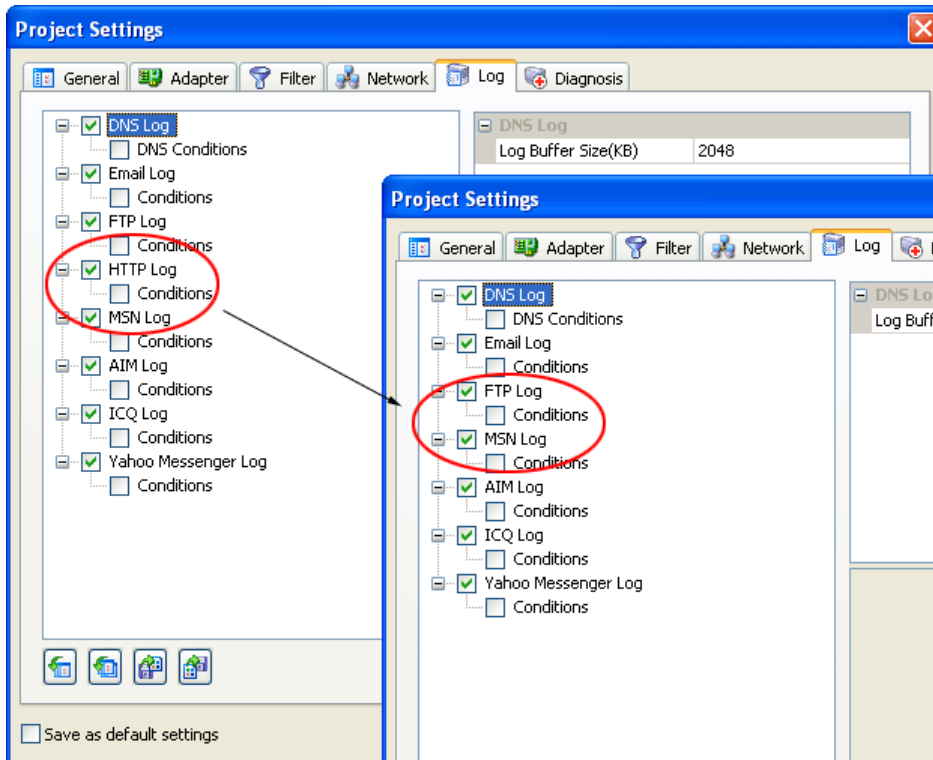 Project Settings
General Adapter Filter Network Log Diagnosis
DNS Log
DNS Conditions
Email Log
Conditions
FTP Log
Conditions
HTTP Log
Conditions
MSN Log
Conditions
AIM Log
Conditions
ICQ Log
Conditions
Yahoo Messenger Log
Conditions
DNS Log
Log Buffer Size(KB) 2048
Save as default settings
Project Settings
General Adapter Filter Network Log
DNS Log
DNS Conditions
Email Log
Conditions
FTP Log
Conditions
MSN Log
Conditions
AIM Log
Conditions
ICQ Log
Conditions
Yahoo Messenger Log
Conditions
DNS Lo
Log Buff